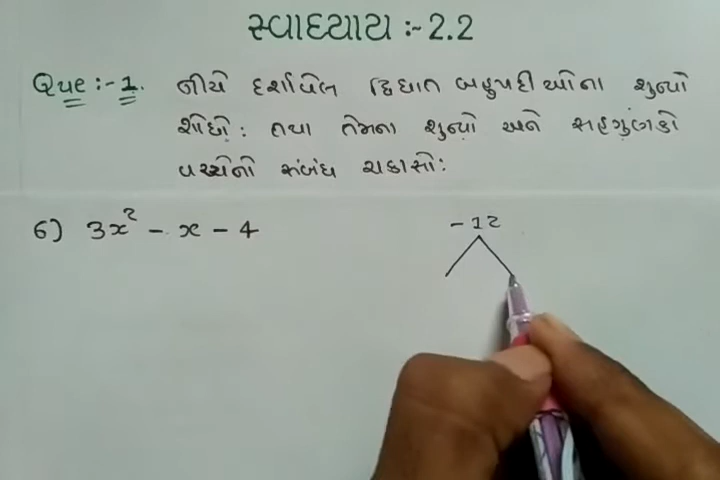 સ્વાધ્યાય :- 2.2
Que :- 1. નીચે દર્શાવેલ દ્વિઘાત બહુપદીઓના શુન્યો
શોધો : તથા તેમના શુન્યો અને સહગુણકો
વચ્ચેનો સંબંધ ચકાસો :
6) 3x² - x - 4
-12